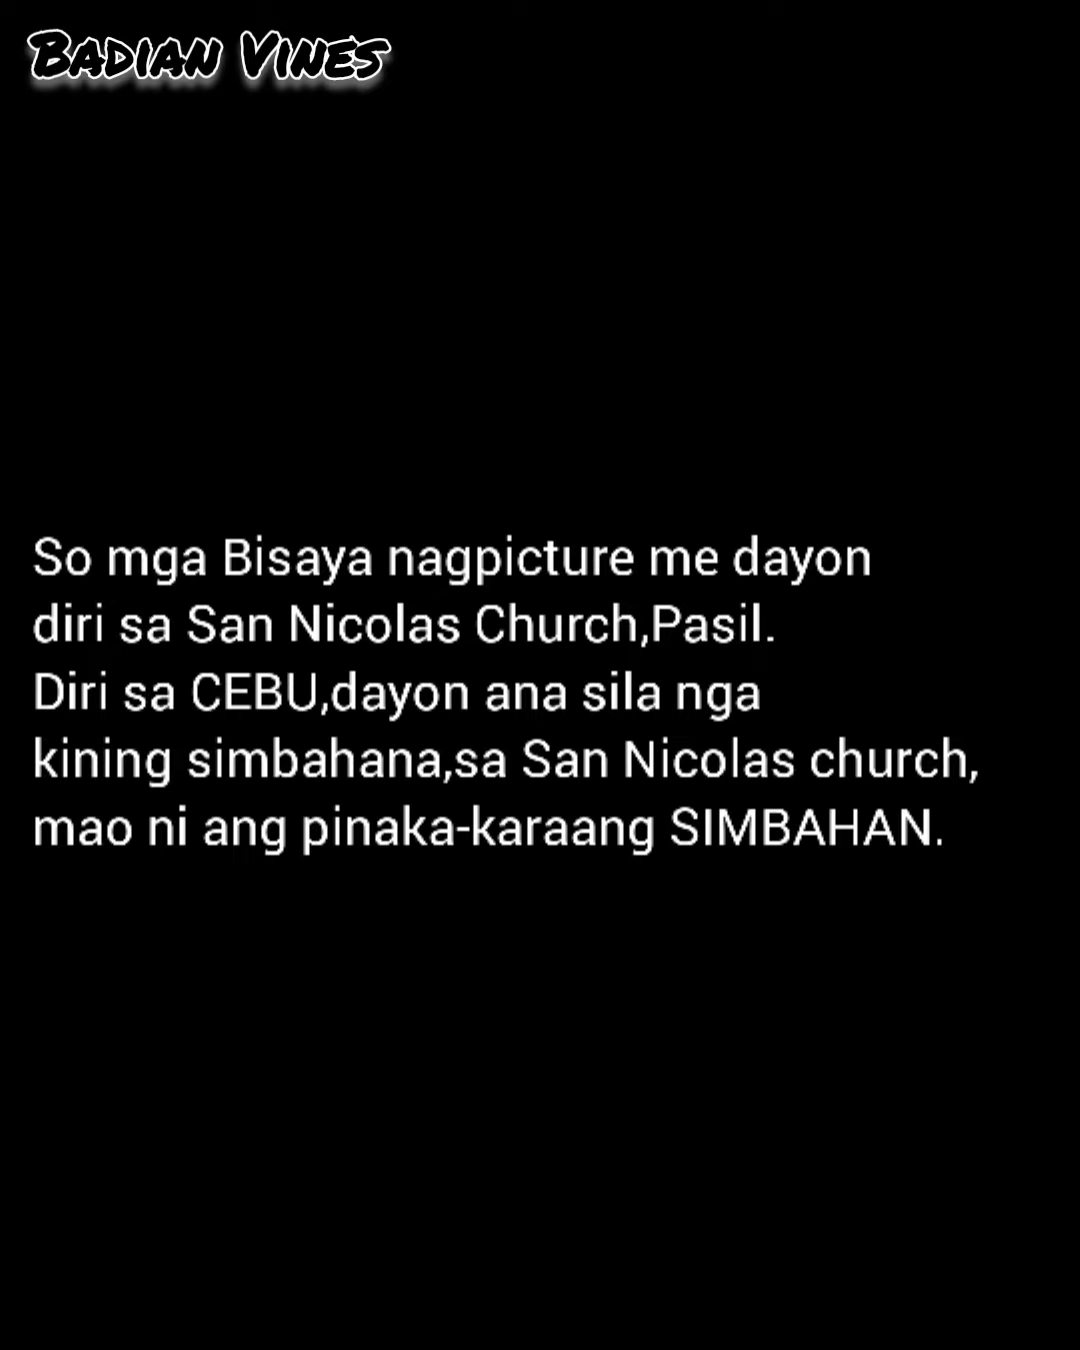 BADIAN VINES
So mga Bisaya nagpicture me dayon
diri sa San Nicolas Church,Pasil.
Diri sa CEBU,dayon ana sila nga
kining simbahana,sa San Nicolas church,
mao ni ang pinaka-karaang SIMBAHAN.